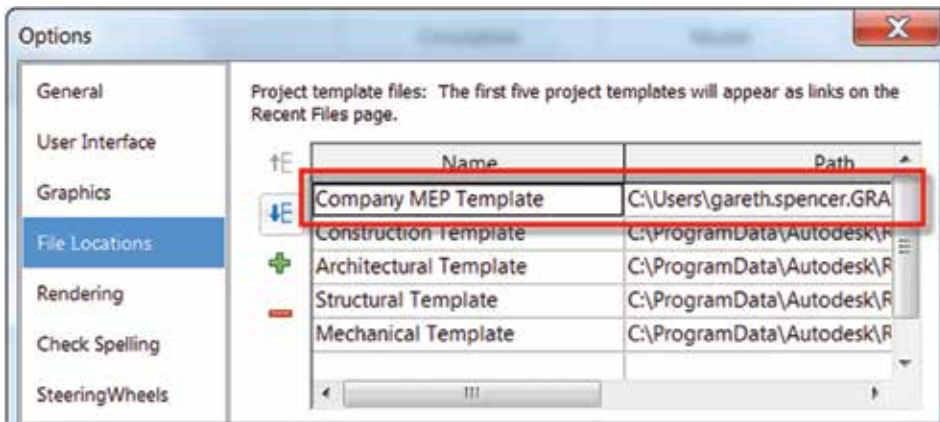 Options
General
User Interface
Graphics
File Locations
Rendering
Check Spelling
SteeringWheels
Project template files: The first five project templates will appear as links on the
Recent Files page.
Name Path
Company MEP Template C:\Users\gareth.spencer.GRA
Construction Template C:\ProgramData\Autodesk\R
Architectural Template C:\ProgramData\Autodesk\R
Structural Template C:\ProgramData\Autodesk\R
Mechanical Template C:\ProgramData\Autodesk\R